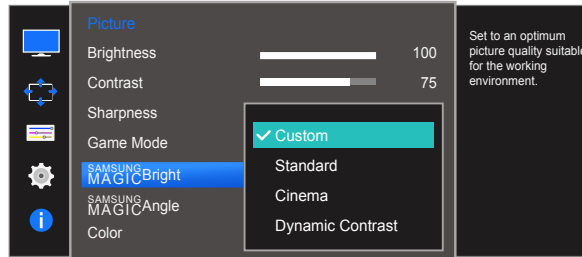 Picture
Brightness 100
Contrast 75
Sharpness
Game Mode
SAMSUNG
MAGICBright
SAMSUNG
MAGICAngle
Color
Custom
Standard
Cinema
Dynamic Contrast
Set to an optimum
picture quality suitable
for the working
environment.